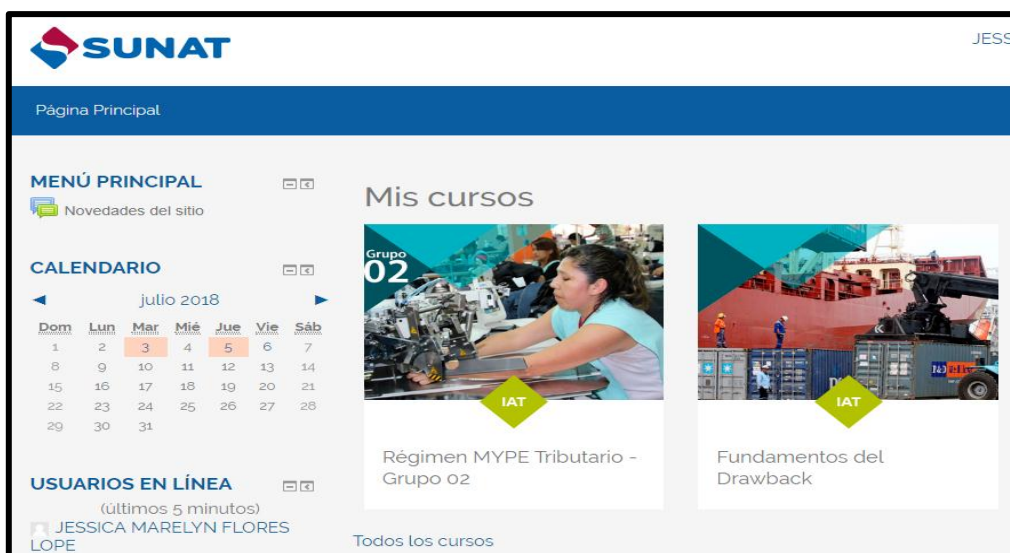 SUNAT
JESS
Página Principal
MENÚ PRINCIPAL
Novedades del sitio
CALENDARIO
julio 2018
Dom Lun Mar Mié Jue Vie Sáb
1 2 3 4 5 6 7
8 9 10 11 12 13 14
15 16 17 18 19 20 21
22 23 24 25 26 27 28
29 30 31
USUARIOS EN LÍNEA
(últimos 5 minutos)
JESSICA MARELYN FLORES
LOPE
Mis cursos
Grupo
02
IAT
Régimen MYPE Tributario -
Grupo 02
IAT
Fundamentos del
Drawback
Todos los cursos